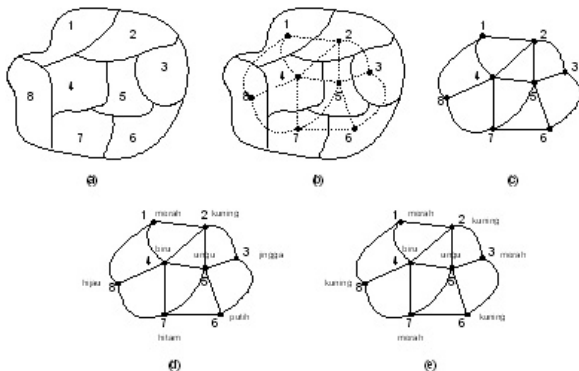 1
2
3
4
5
6
7
8
(a)
1
2
3
4
5
6
7
8
(b)
1
2
3
4
5
6
7
8
(c)
1 merah
2 kuning
3 jingga
4 biru
ungu
5
6 putih
7
hitam
hijau
8
(d)
1 merah
2 kuning
3 merah
4 biru
ungu
5
6 kuning
7
merah
kuning
8
(e)